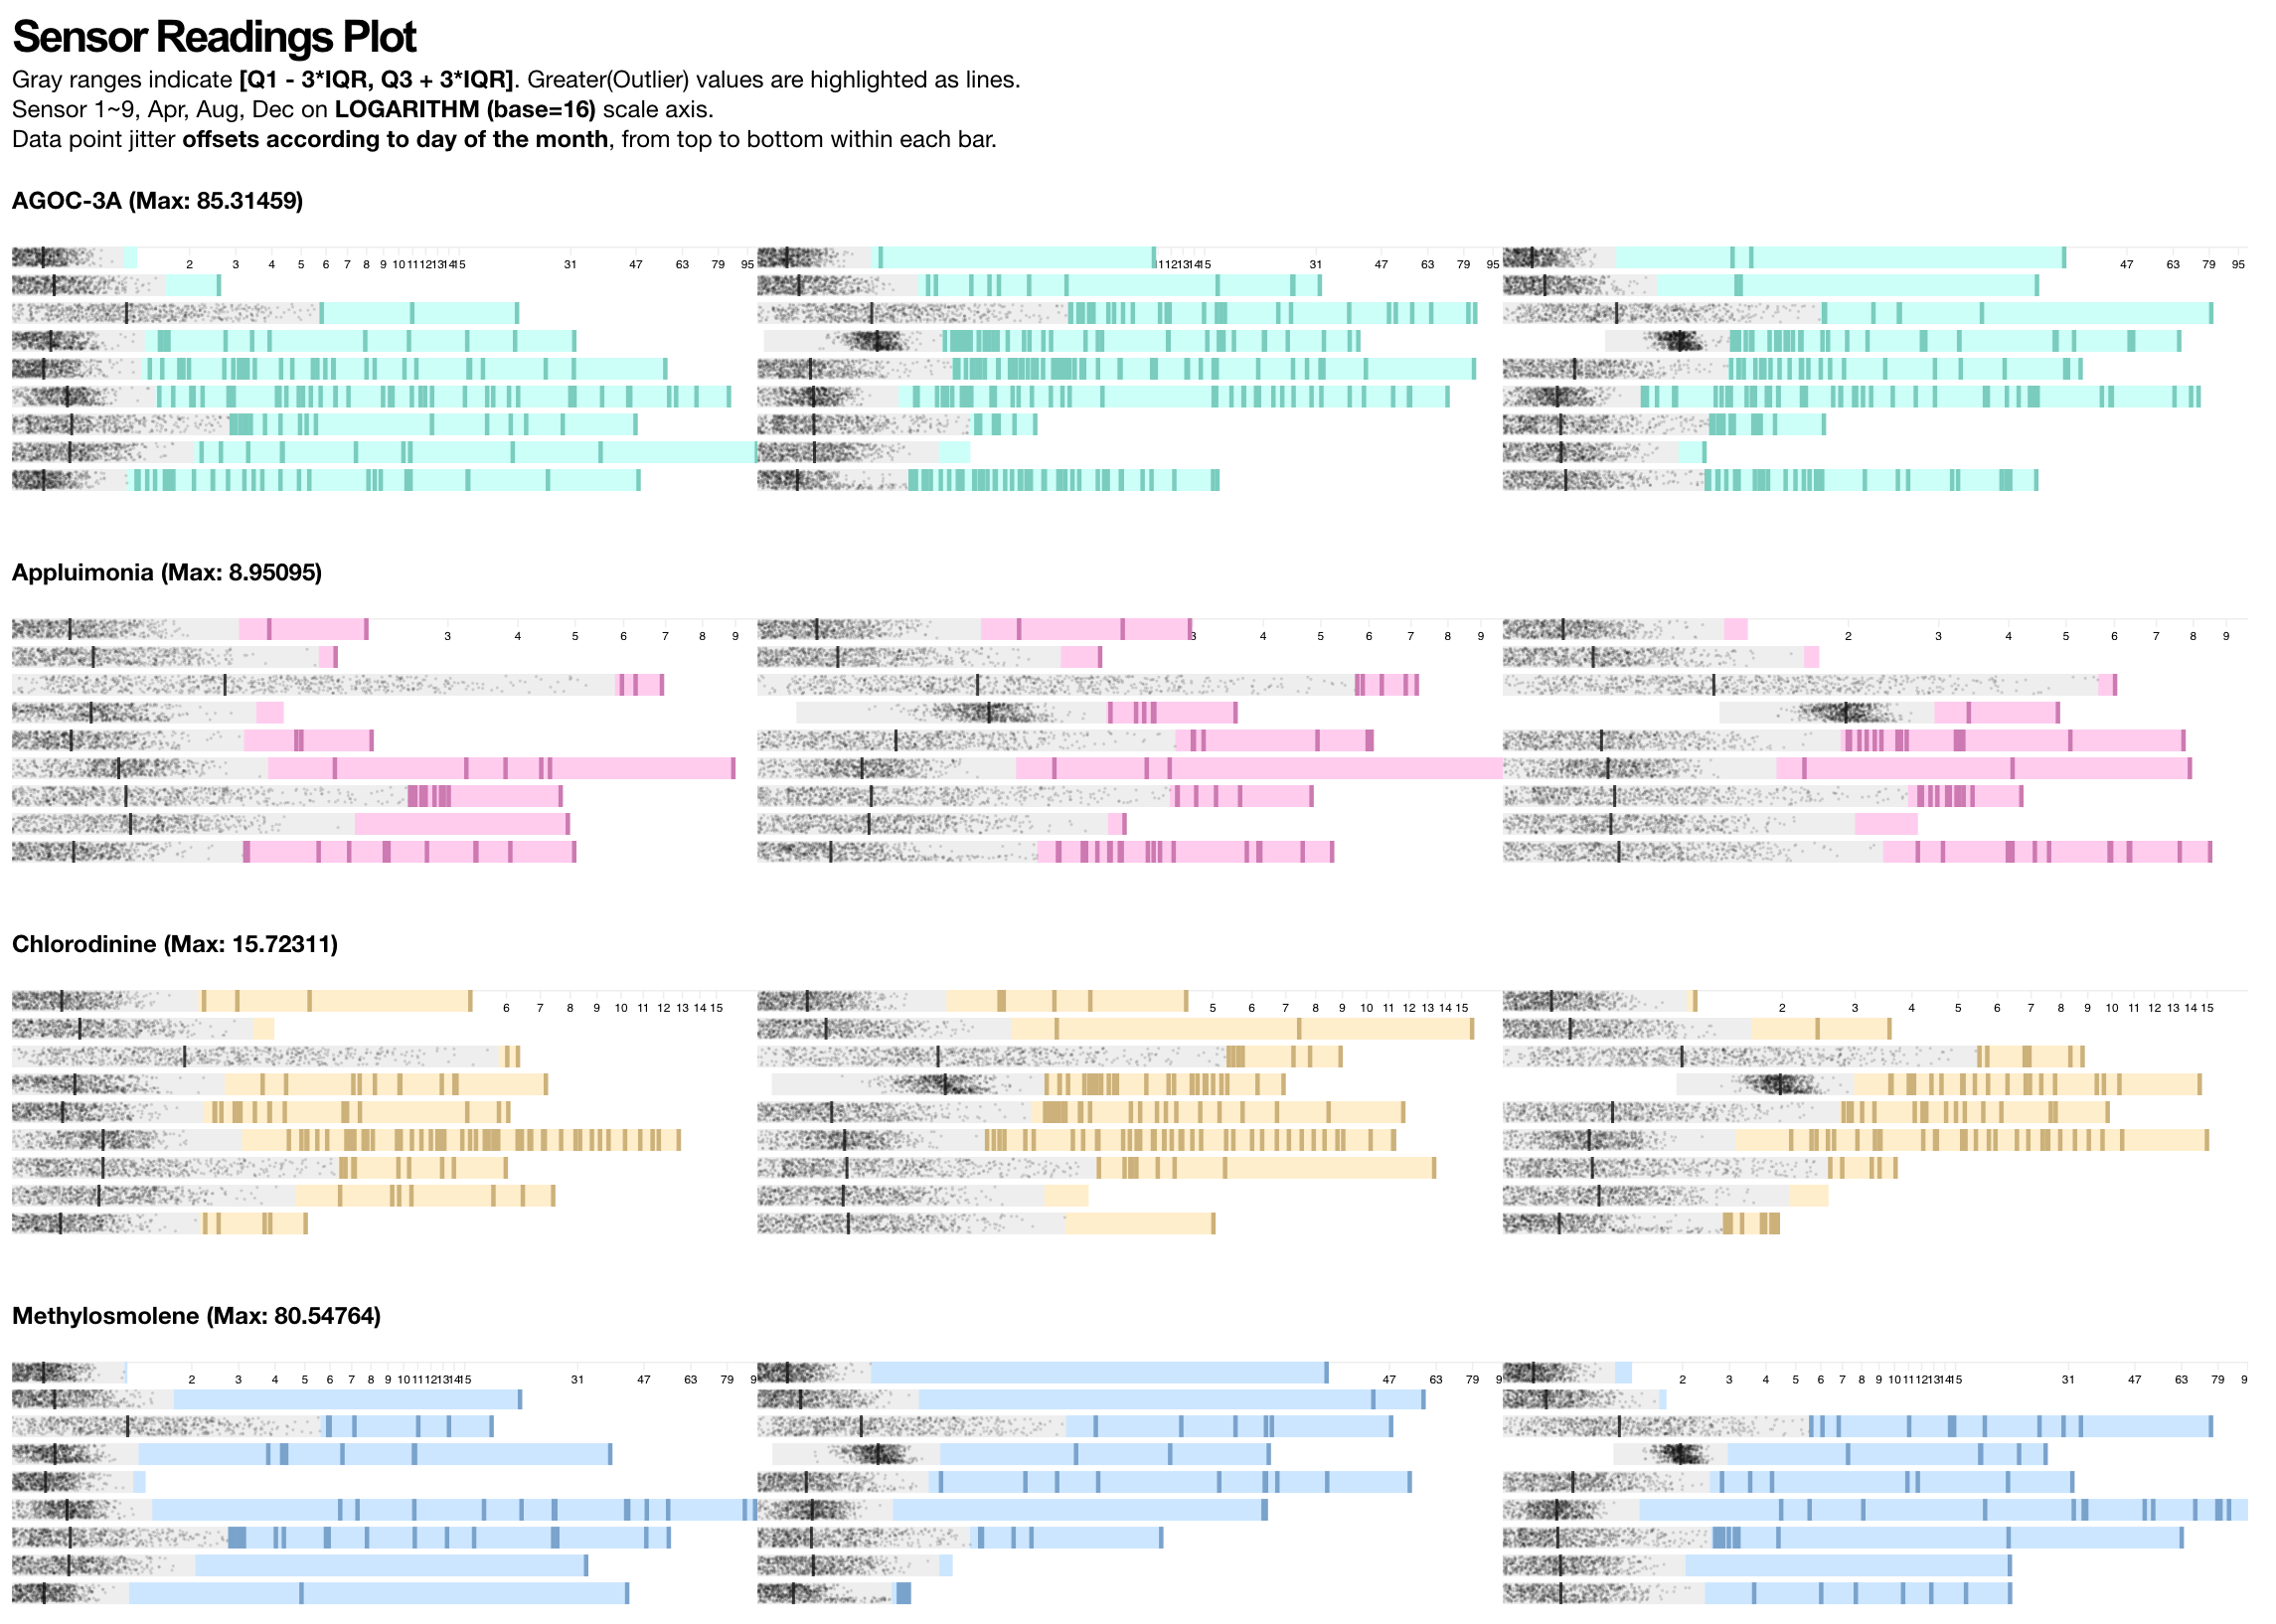 Sensor Readings Plot
Gray ranges indicate [Q1 - 3*IQR, Q3 + 3*IQR]. Greater(Outlier) values are highlighted as lines.
Sensor 1~9, Apr, Aug, Dec on LOGARITHM (base=16) scale axis.
Data point jitter offsets according to day of the month, from top to bottom within each bar.
AGOC-3A (Max: 85.31459)
2 3 4 5 6 7 8 9 10 11 12 13 14 15 31 47 63 79 95 11 12 13 14 15 31 47 63 79 95 47 63 79 95
Appluimonia (Max: 8.95095)
3 4 5 6 7 8 9 3 4 5 6 7 8 9 2 3 4 5 6 7 8 9
Chlorodinine (Max: 15.72311)
6 7 8 9 10 11 12 13 14 15 5 6 7 8 9 10 11 12 13 14 15 2 3 4 5 6 7 8 9 10 11 12 13 14 15
Methylosmolene (Max: 80.54764)
2 3 4 5 6 7 8 9 10 11 12 13 14 15 31 47 63 79 9 47 63 79 9 2 3 4 5 6 7 8 9 10 11 12 13 14 15 31 47 63 79 9